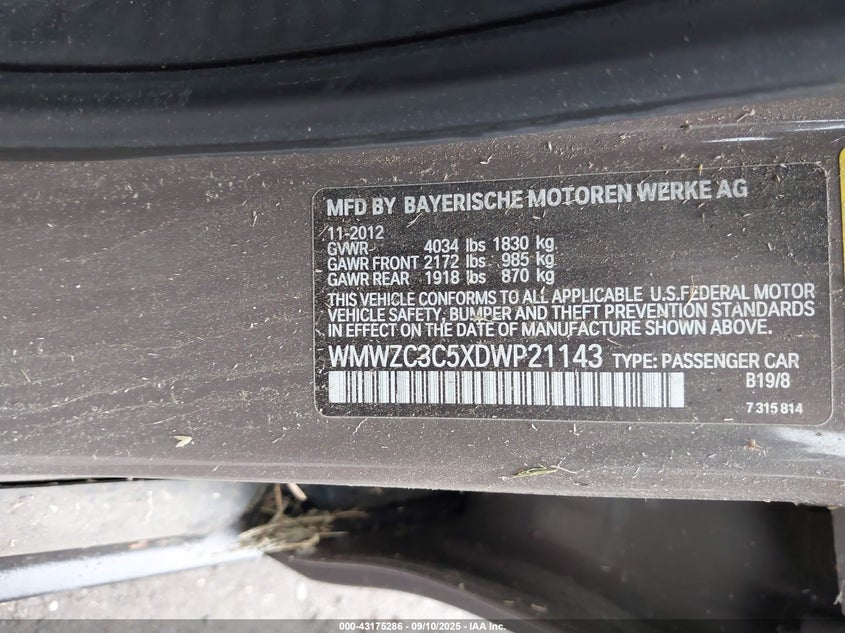 MFD BY BAYERISCHE MOTOREN WERKE AG
11-2012
GVWR 4034 lbs 1830 kg
GAWR FRONT 2172 lbs 985 kg
GAWR REAR 1918 lbs 870 kg
THIS VEHICLE CONFORMS TO ALL APPLICABLE U.S.FEDERAL MOTOR
VEHICLE SAFETY, BUMPER AND THEFT PREVENTION STANDARDS
IN EFFECT ON THE DATE OF MANUFACTURE SHOWN ABOVE.
WMWZC3C5XDWP21143 TYPE: PASSENGER CAR
B19/8
7 315 814
000-43175286 - 09/10/2025 - IAA Inc.